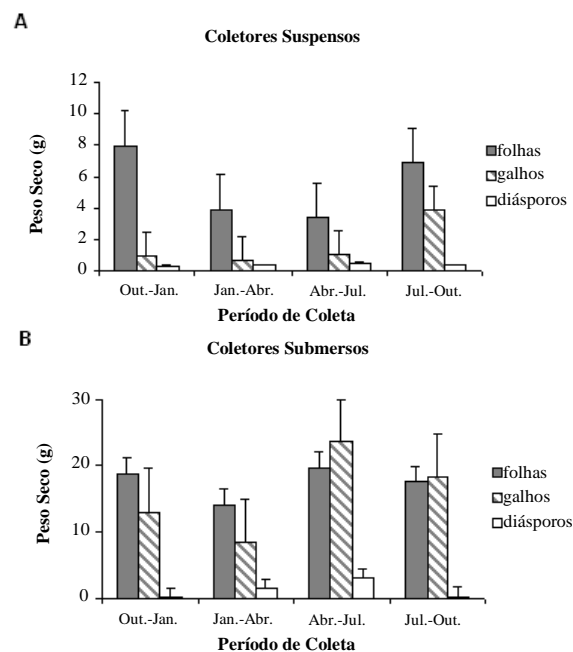 A
Coletores Suspensos
12
10
8
6
4
2
0
Peso Seco (g)
folhas
galhos
diásporos
Out.-Jan. Jan.-Abr. Abr.-Jul. Jul.-Out.
Período de Coleta
B
Coletores Submersos
30
20
10
0
Peso Seco (g)
folhas
galhos
diásporos
Out.-Jan. Jan.-Abr. Abr.-Jul. Jul.-Out.
Período de Coleta